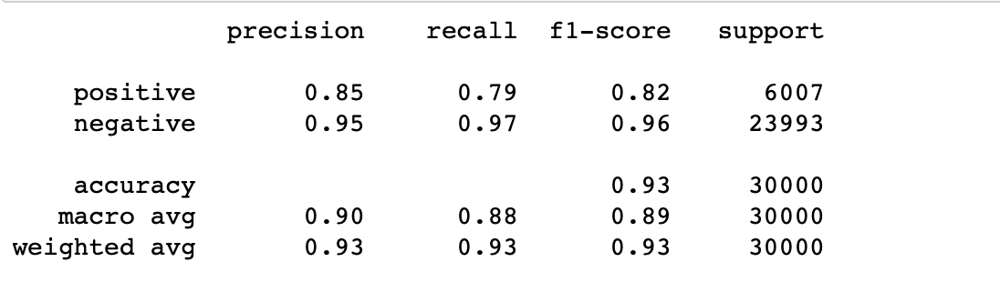 precision recall f1-score support
positive 0.85 0.79 0.82 6007
negative 0.95 0.97 0.96 23993
accuracy 0.93 30000
macro avg 0.90 0.88 0.89 30000
weighted avg 0.93 0.93 0.93 30000